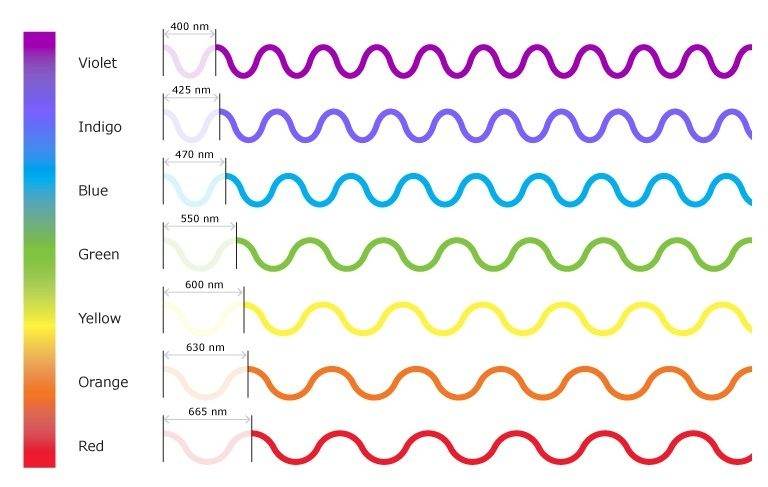 400 nm
Violet
425 nm
Indigo
470 nm
Blue
550 nm
Green
600 nm
Yellow
630 nm
Orange
665 nm
Red